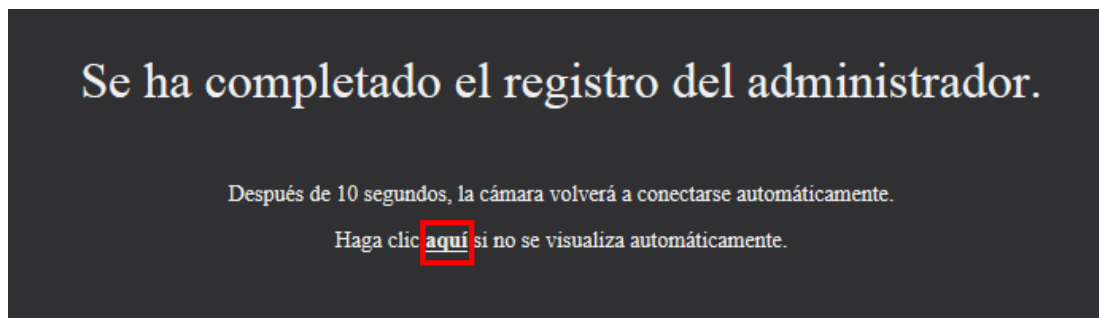 Se ha completado el registro del administrador.
Después de 10 segundos, la cámara volverá a conectarse automáticamente.
Haga clic aquí si no se visualiza automáticamente.